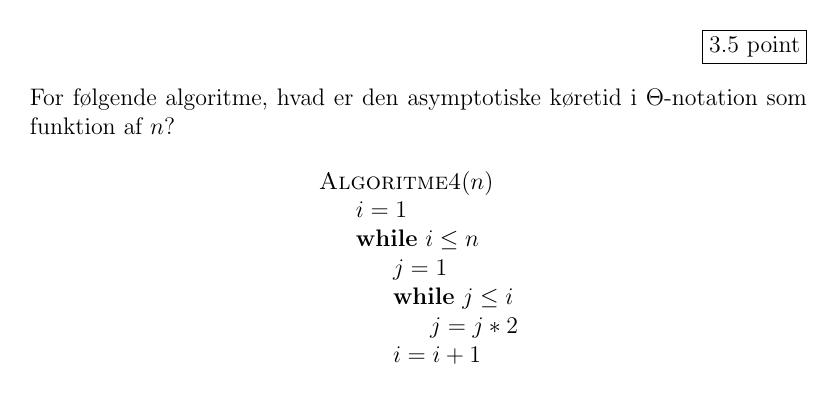 3.5 point
For følgende algoritme, hvad er den asymptotiske køretid i Θ-notation som
funktion af n?
ALGORITME4(n)
i = 1
while i ≤ n
j = 1
while j ≤ i
j = j ∗ 2
i = i + 1